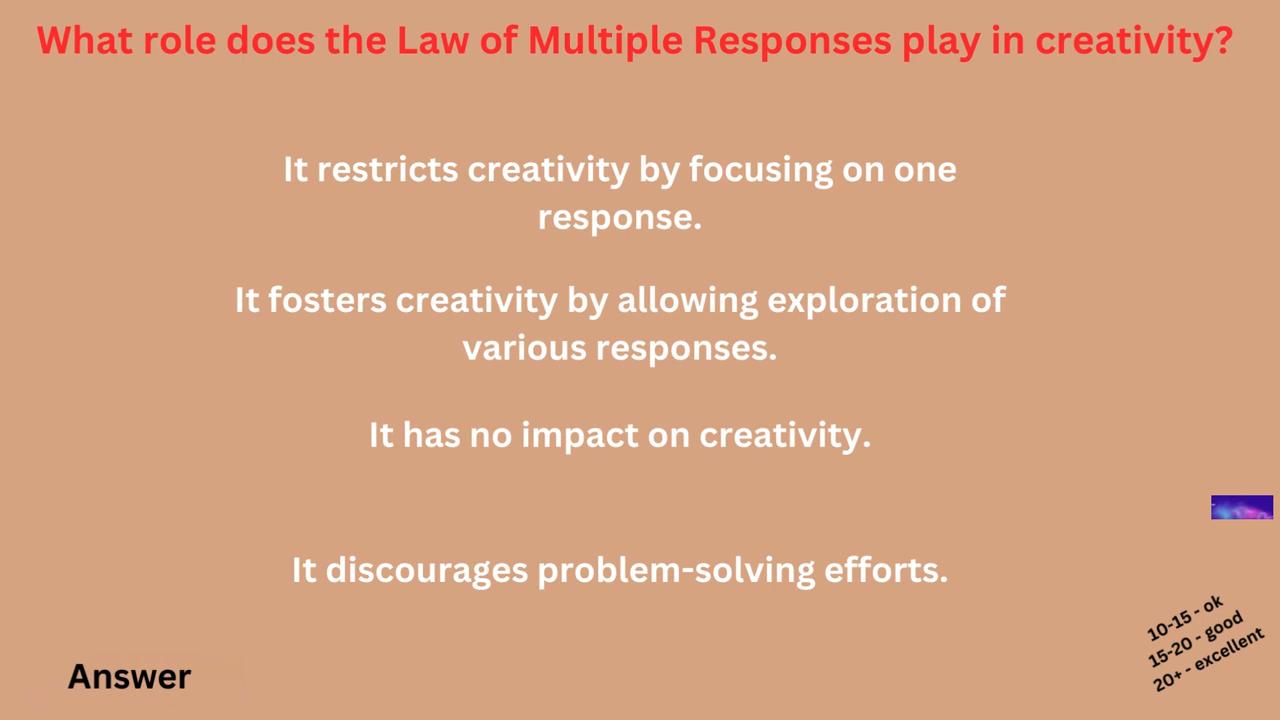 What role does the Law of Multiple Responses play in creativity?
It restricts creativity by focusing on one
response.
It fosters creativity by allowing exploration of
various responses.
It has no impact on creativity.
It discourages problem-solving efforts.
10-15 - ok
15-20 - good
20+ - excellent
Answer